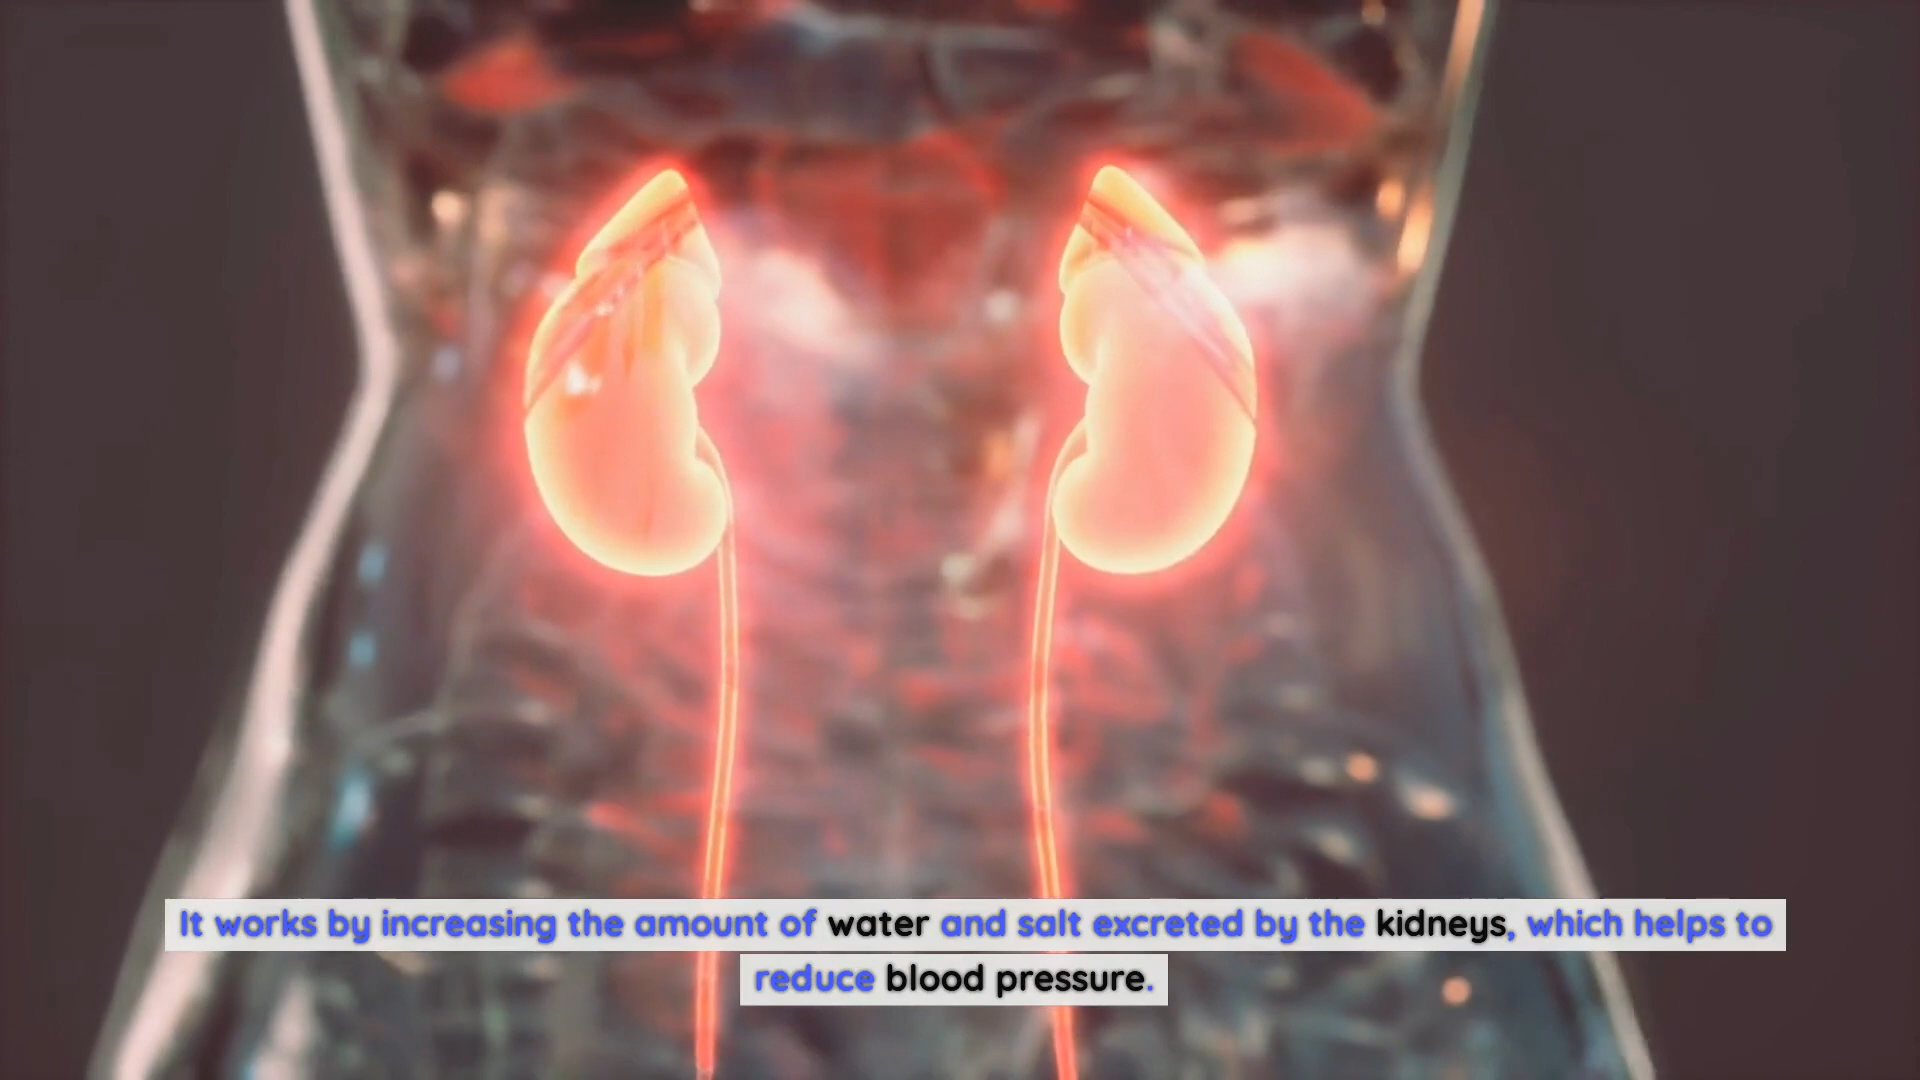 It works by increasing the amount of water and salt excreted by the kidneys, which helps to
reduce blood pressure.